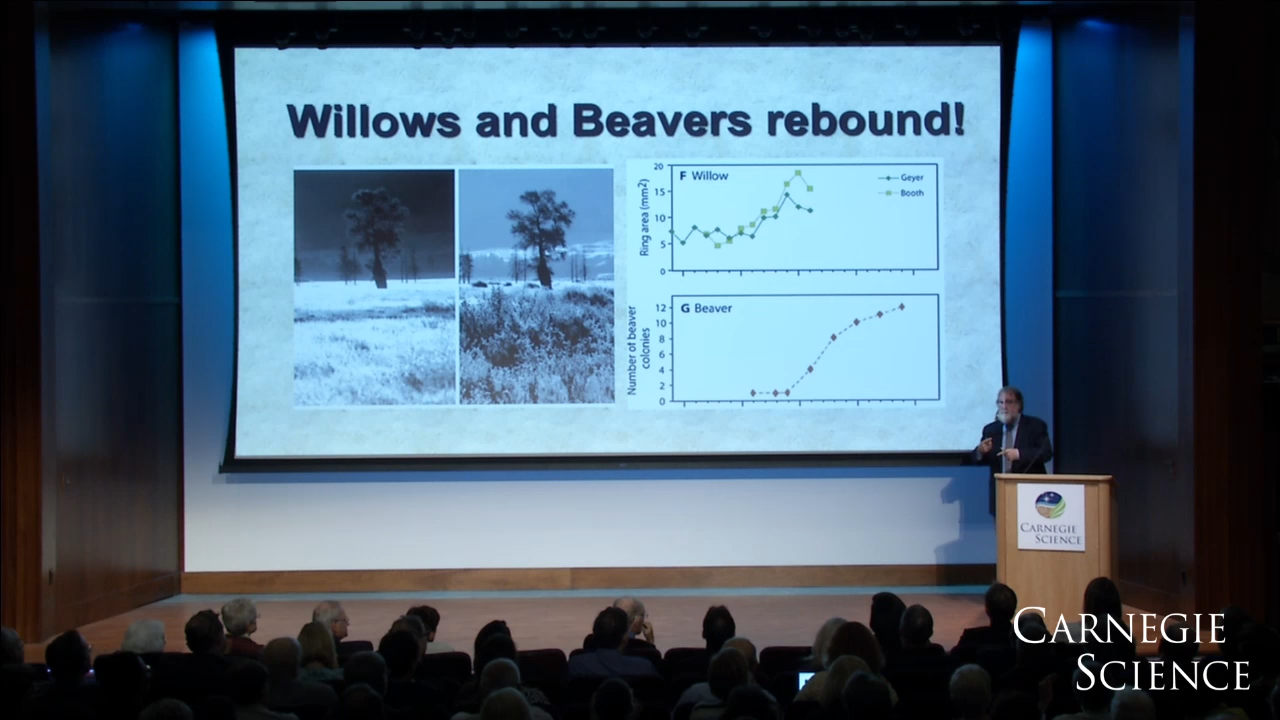 Willows and Beavers rebound!
F Willow
Geyer
Booth
Ring area (mm²)
20
15
10
5
0
G Beaver
Number of beaver
colonies
12
10
8
6
4
2
0
CARNEGIE
SCIENCE
CARNEGIE
SCIENCE